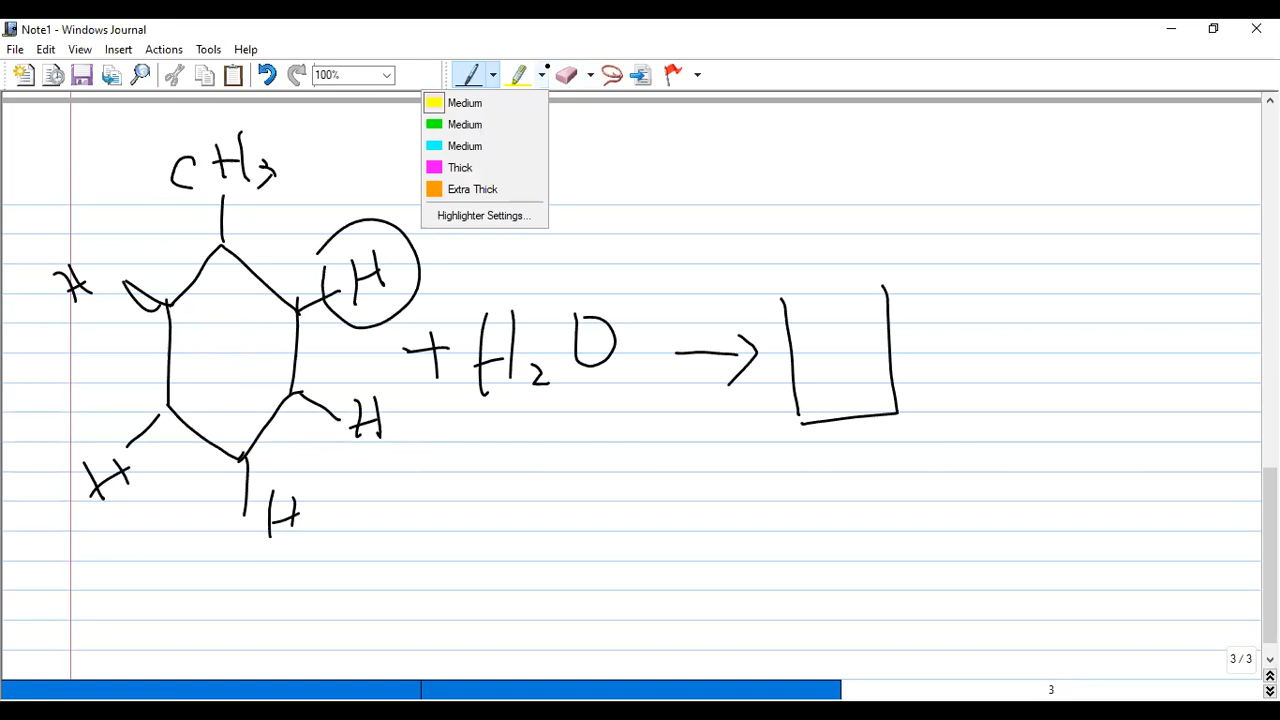 Note1 - Windows Journal
File Edit View Insert Actions Tools Help
100%
Medium
Medium
Medium
Thick
Extra Thick
Highlighter Settings...
CH3
H
H
+ H2O →
H
H
H
3 / 3
3